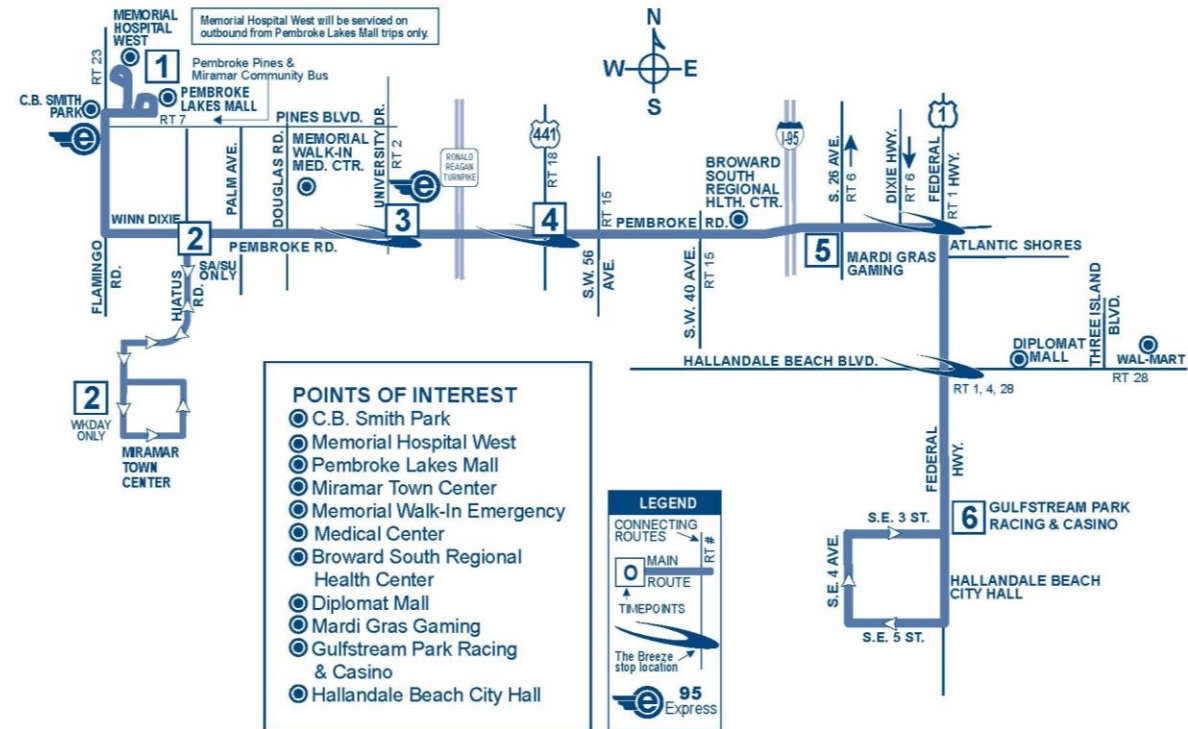 MEMORIAL
HOSPITAL
WEST
Memorial Hospital West will be serviced on
outbound from Pembroke Lakes Mall trips only.
RT 23
1
Pembroke Pines &
Miramar Community Bus
C.B. SMITH
PARK
PEMBROKE
LAKES MALL
RT 7
PINES BLVD.
e
PALM AVE.
DOUGLAS RD.
MEMORIAL
WALK-IN
MED. CTR.
UNIVERSITY DR.
RT 2
e
RONALD
REAGAN
TURNPIKE
441
RT 18
RT 15
BROWARD
SOUTH
REGIONAL
HLTH. CTR.
I-95
S. 26 AVE.
RT 6
DIXIE HWY.
RT 6
1
FEDERAL
HWY.
RT 1
N
W
E
S
WINN DIXIE
2
PEMBROKE RD.
3
4
PEMBROKE RD.
5
MARDI GRAS
GAMING
ATLANTIC SHORES
FLAMINGO
RD.
HIATUS
RD.
SA/SU
ONLY
S.W. 56
AVE.
S.W. 40 AVE.
RT 15
HALLANDALE BEACH BLVD.
DIPLOMAT
MALL
THREE ISLAND
BLVD.
WAL-MART
RT 28
RT 1, 4, 28
2
WKDAY
ONLY
MIRAMAR
TOWN
CENTER
POINTS OF INTEREST
C.B. Smith Park
Memorial Hospital West
Pembroke Lakes Mall
Miramar Town Center
Memorial Walk-In Emergency
Medical Center
Broward South Regional
Health Center
Diplomat Mall
Mardi Gras Gaming
Gulfstream Park Racing
& Casino
Hallandale Beach City Hall
LEGEND
CONNECTING
ROUTES
RT #
O
MAIN
ROUTE
TIMEPOINTS
The Breeze
stop location
e
95
Express
FEDERAL
HWY.
6
GULFSTREAM PARK
RACING & CASINO
S.E. 3 ST.
S.E. 4 AVE.
HALLANDALE BEACH
CITY HALL
S.E. 5 ST.